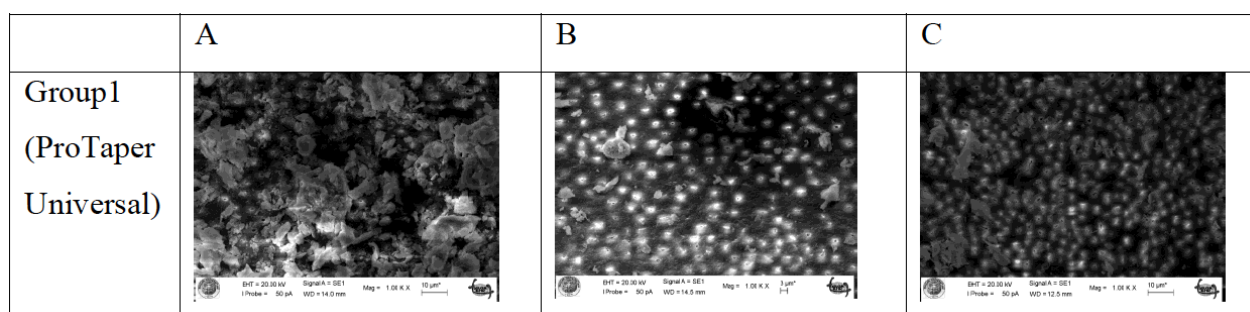 A B C
Group1
(ProTaper
Universal)
EHT = 20.00 kV Signal A = SE1 Mag = 1.00 K X 10 µm*
I Probe = 50 pA WD = 14.0 mm
EHT = 20.00 kV Signal A = SE1 Mag = 1.00 K X 3 µm*
I Probe = 50 pA WD = 14.5 mm
EHT = 20.00 kV Signal A = SE1 Mag = 1.00 K X 10 µm*
I Probe = 50 pA WD = 12.5 mm